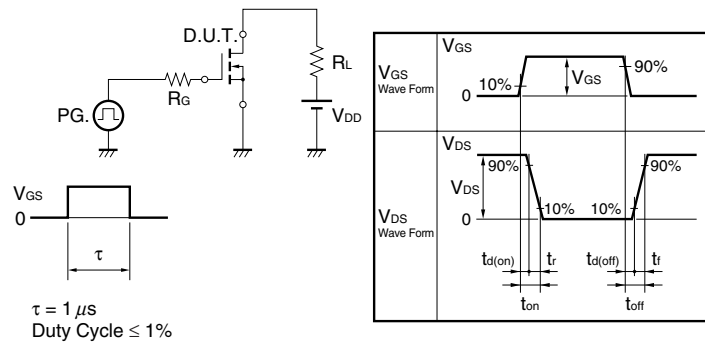 D.U.T.
RG
RL
PG.
VDD
VGS
0
τ
τ = 1 μs
Duty Cycle ≤ 1%
VGS
Wave Form
VGS
10%
VGS
90%
0
VDS
Wave Form
VDS
90%
90%
VDS
10%
10%
0
td(on)
tr
td(off)
tf
ton
toff